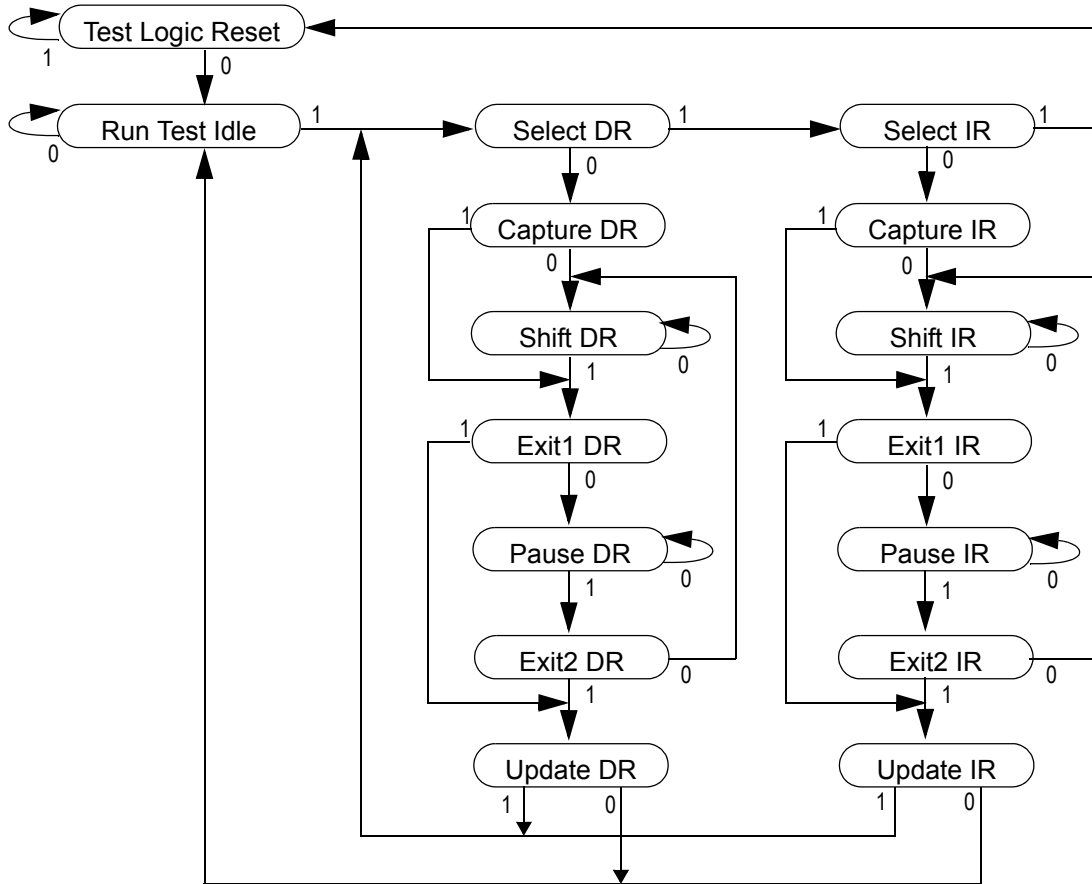 Test Logic Reset
1
0
Run Test Idle
0
1
Select DR
1
Select IR
1
0
0
1
Capture DR
0
1
Capture IR
0
Shift DR
0
1
Shift IR
0
1
1
Exit1 DR
0
1
Exit1 IR
0
Pause DR
0
1
Pause IR
0
1
Exit2 DR
0
1
Exit2 IR
0
1
Update DR
1
0
Update IR
1
0